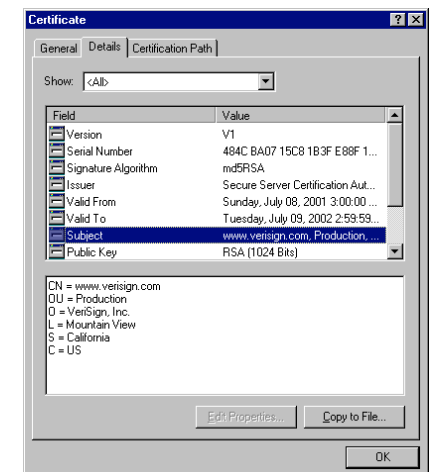 Certificate
General Details Certification Path
Show: <All>
Field Value
Version V1
Serial Number 484C BA07 15C8 1B3F E88F 1...
Signature Algorithm md5RSA
Issuer Secure Server Certification Aut...
Valid From Sunday, July 08, 2001 3:00:00 ...
Valid To Tuesday, July 09, 2002 2:59:59...
Subject www.verisign.com, Production, ...
Public Key RSA (1024 Bits)
CN = www.verisign.com
OU = Production
O = VeriSign, Inc.
L = Mountain View
S = California
C = US
Edit Properties... Copy to File...
OK